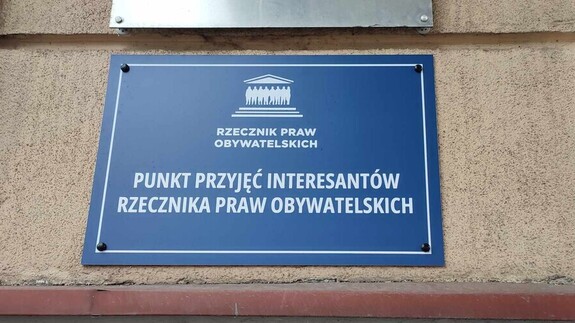 RZECZNIK PRAW
OBYWATELSKICH
PUNKT PRZYJĘĆ INTERESANTÓW
RZECZNIKA PRAW OBYWATELSKICH